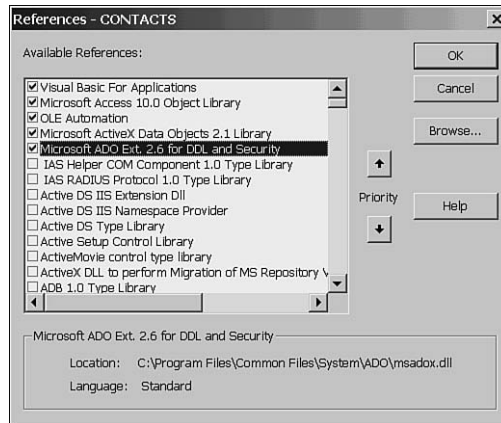 References - CONTACTS
Available References:
Visual Basic For Applications
Microsoft Access 10.0 Object Library
OLE Automation
Microsoft ActiveX Data Objects 2.1 Library
Microsoft ADO Ext. 2.6 for DDL and Security
IAS Helper COM Component 1.0 Type Library
IAS RADIUS Protocol 1.0 Type Library
Active DS IIS Extension Dll
Active DS IIS Namespace Provider
Active DS Type Library
Active Setup Control Library
ActiveMovie control type library
ActiveX DLL to perform Migration of MS Repository V
ADB 1.0 Type Library
Priority
OK
Cancel
Browse...
Help
Microsoft ADO Ext. 2.6 for DDL and Security
Location: C:\Program Files\Common Files\System\ADO\msadox.dll
Language: Standard